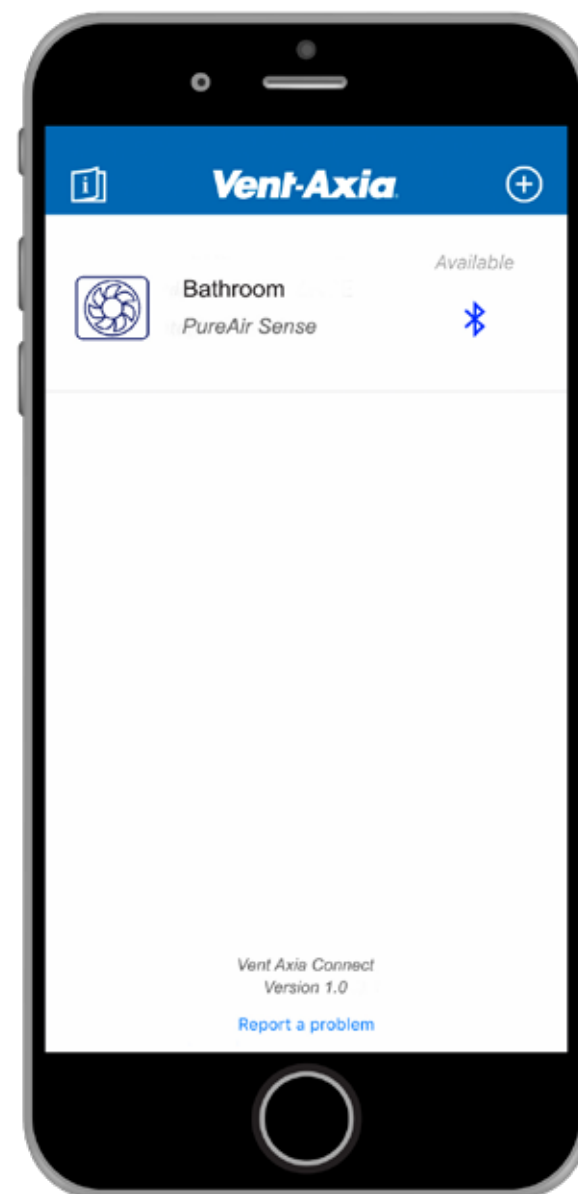 Vent-Axia
Available
Bathroom
PureAir Sense
Vent Axia Connect
Version 1.0
Report a problem